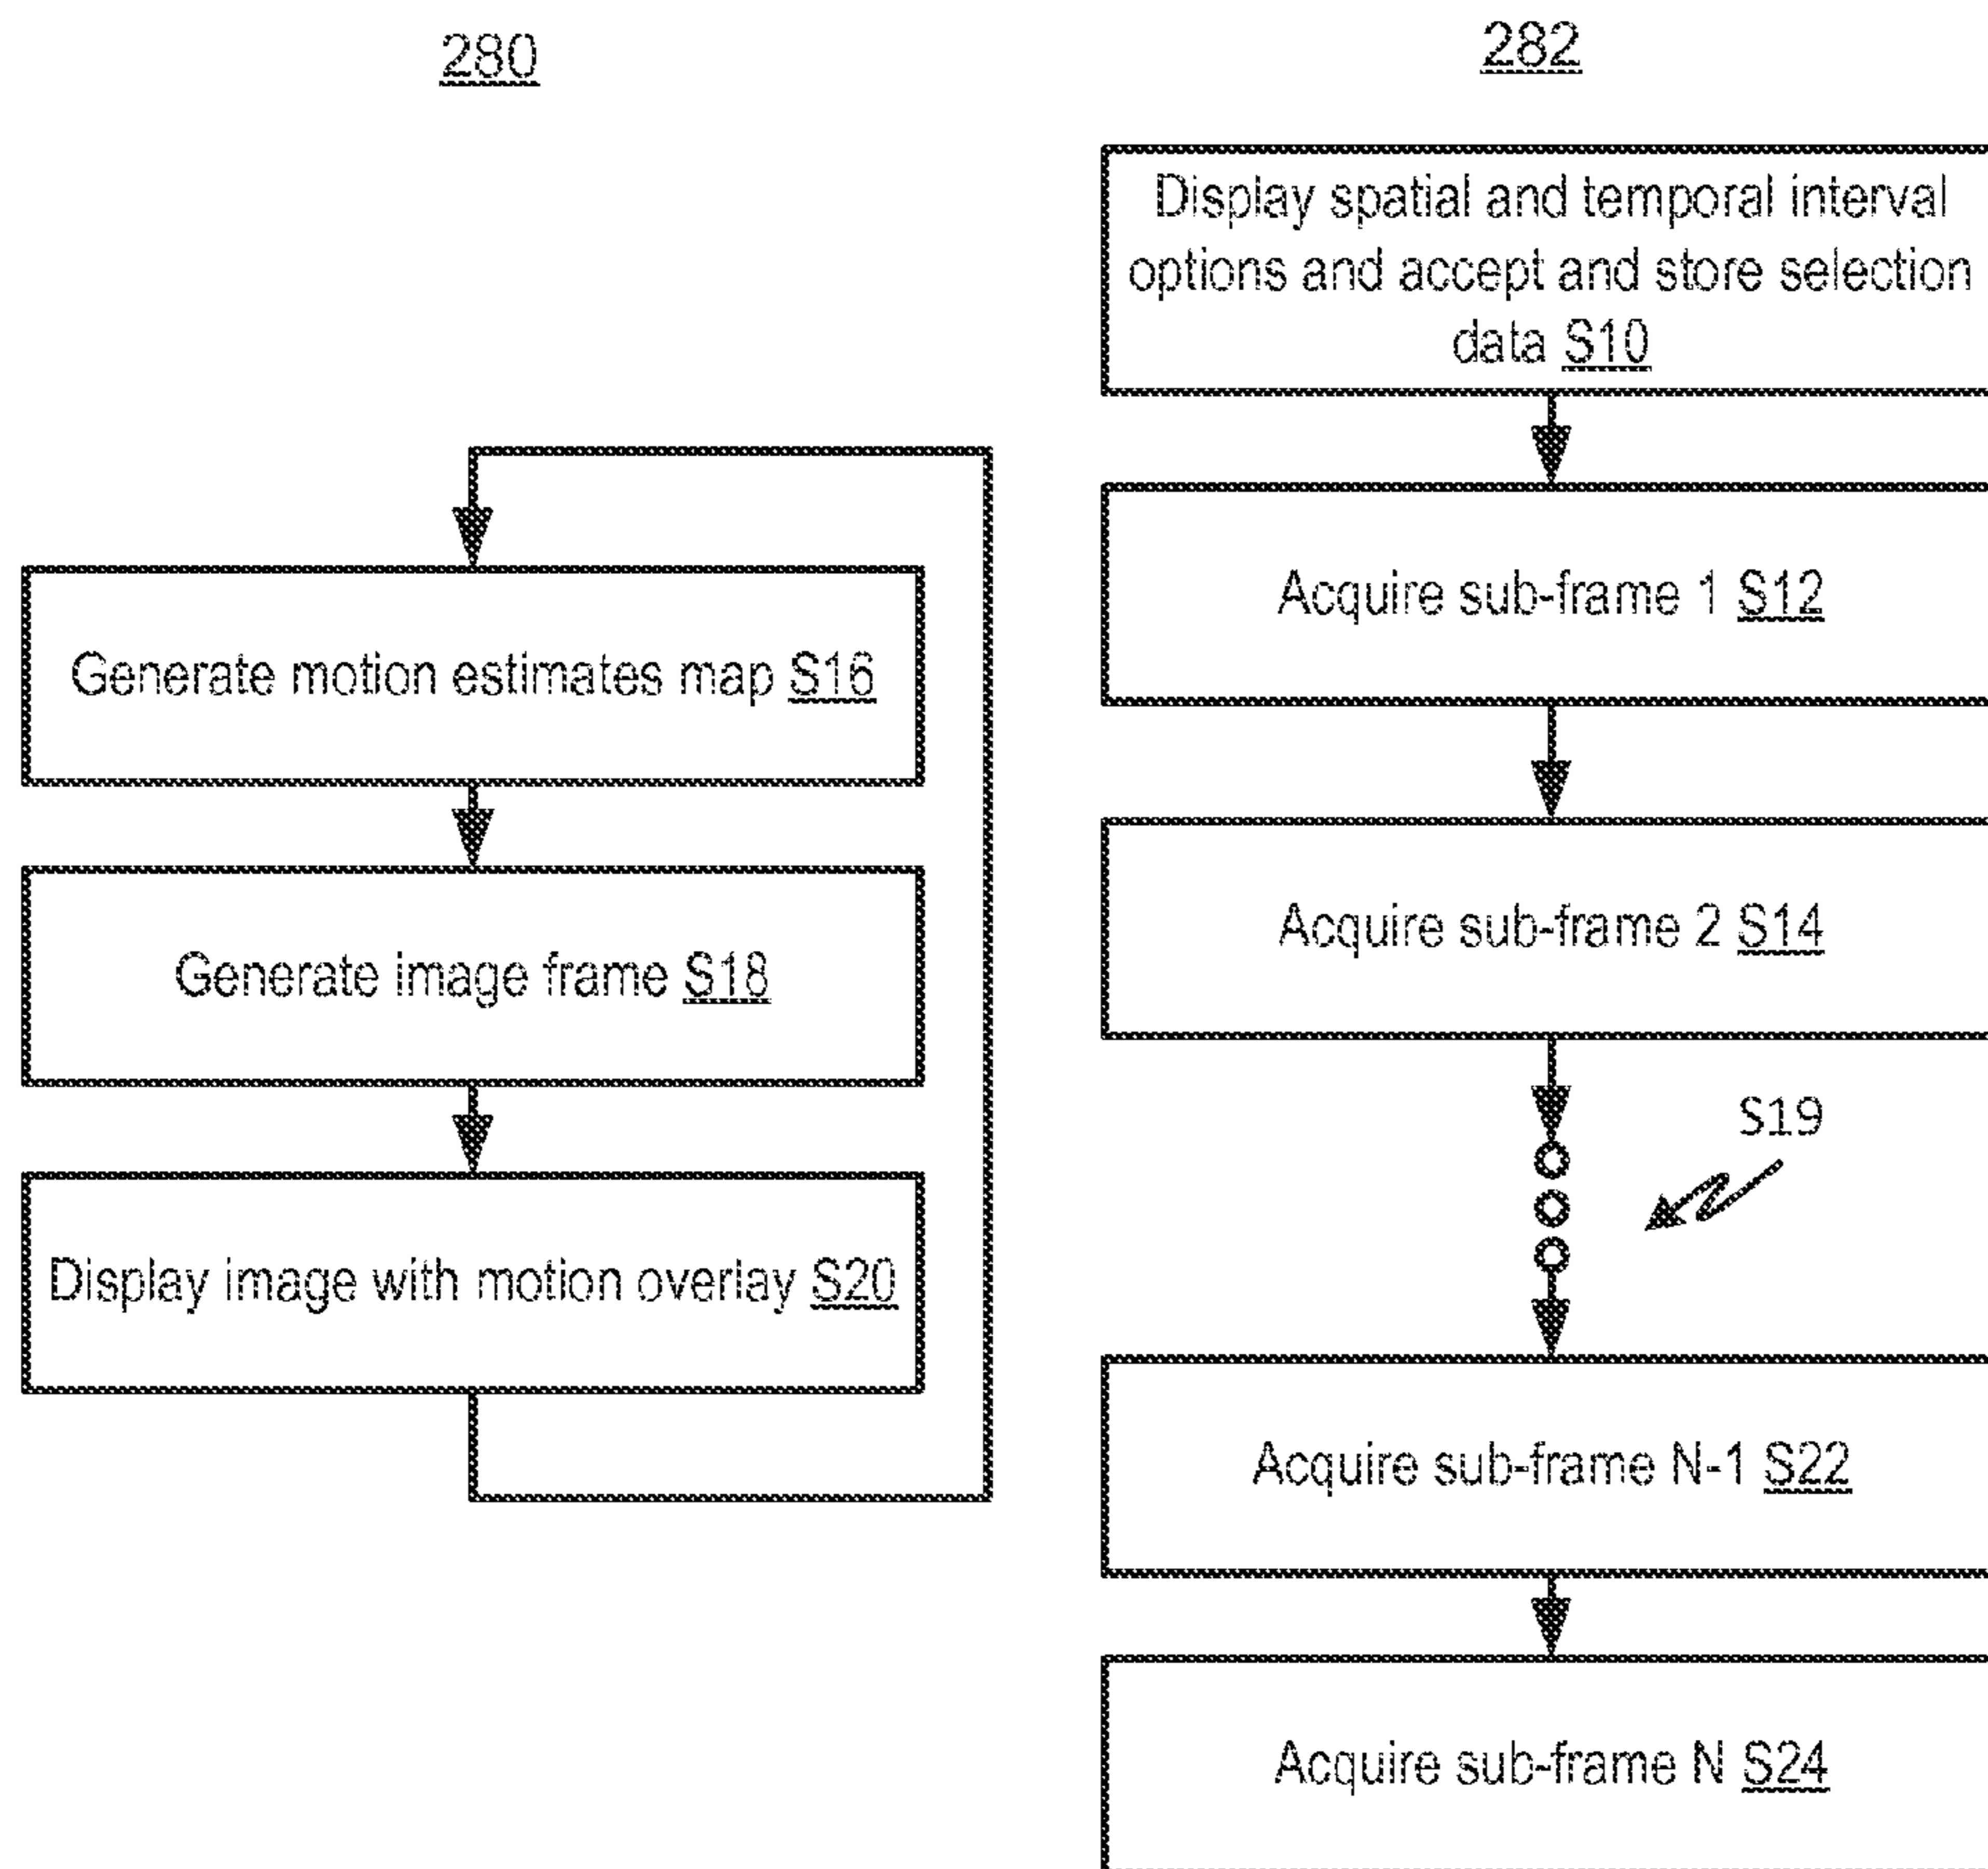 280
282
Display spatial and temporal interval
options and accept and store selection
data S10
Acquire sub-frame 1 S12
Generate motion estimates map S16
Acquire sub-frame 2 S14
Generate image frame S18
S19
Display image with motion overlay S20
Acquire sub-frame N-1 S22
Acquire sub-frame N S24